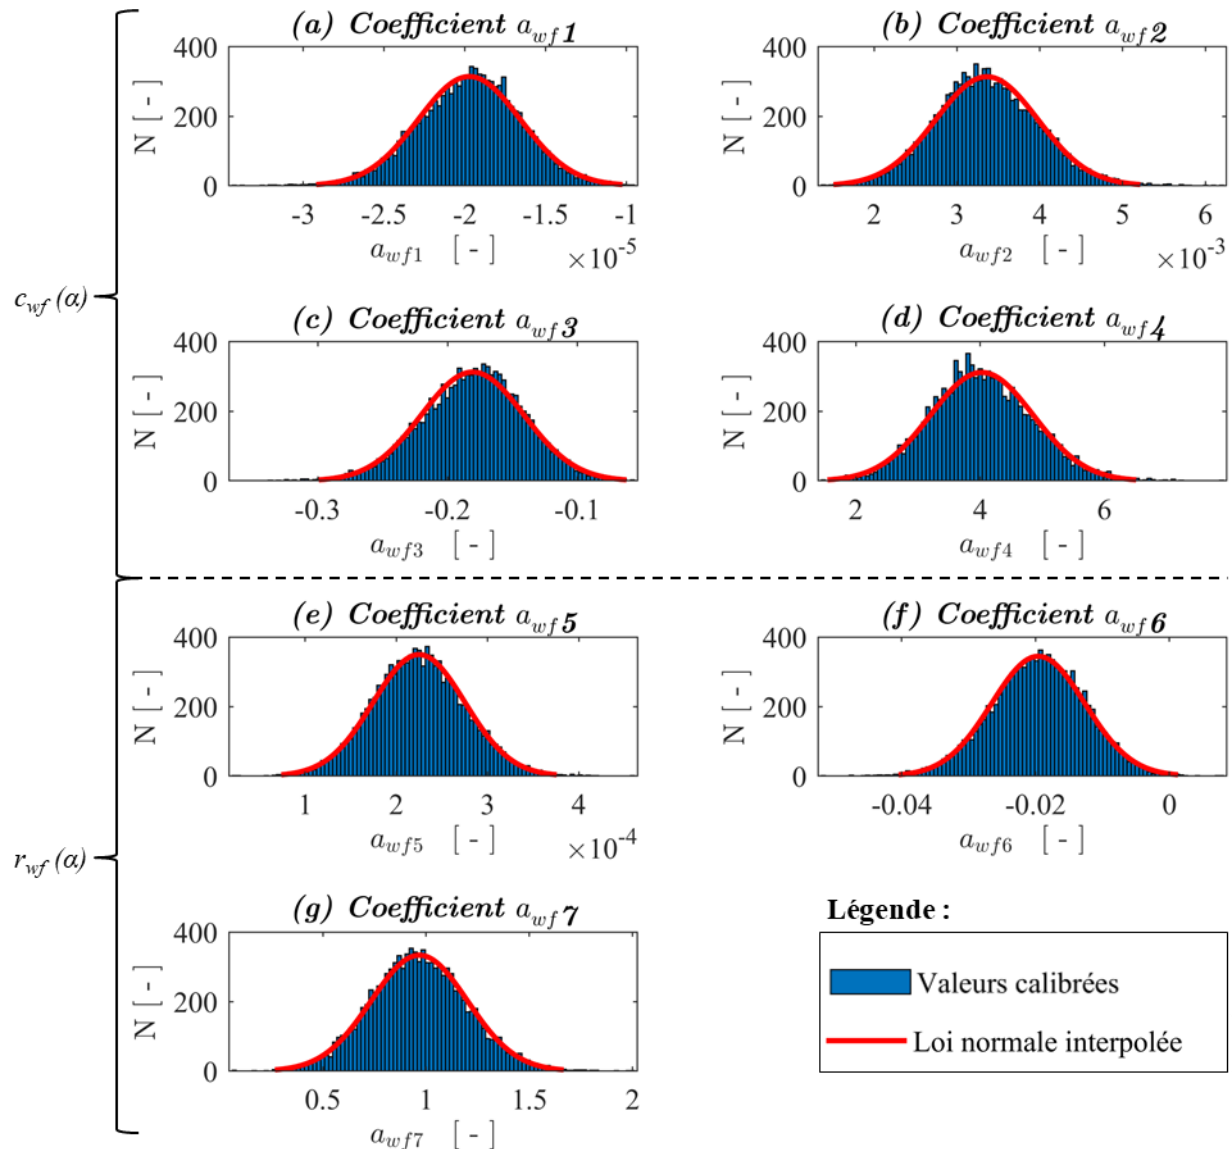 (a) Coefficient a_wf1
400
200
0
N [ - ]
-3 -2.5 -2 -1.5 -1
a_wf1 [ - ]
×10^-5
(b) Coefficient a_wf2
400
200
0
N [ - ]
2 3 4 5 6
a_wf2 [ - ]
×10^-3
c_wf(α)
(c) Coefficient a_wf3
400
200
0
N [ - ]
-0.3 -0.2 -0.1
a_wf3 [ - ]
(d) Coefficient a_wf4
400
200
0
N [ - ]
2 4 6
a_wf4 [ - ]
(e) Coefficient a_wf5
400
200
0
N [ - ]
1 2 3 4
a_wf5 [ - ]
×10^-4
(f) Coefficient a_wf6
400
200
0
N [ - ]
-0.04 -0.02 0
a_wf6 [ - ]
r_wf(α)
(g) Coefficient a_wf7
400
200
0
N [ - ]
0.5 1 1.5 2
a_wf7 [ - ]
Légende :
Valeurs calibrées
Loi normale interpolée